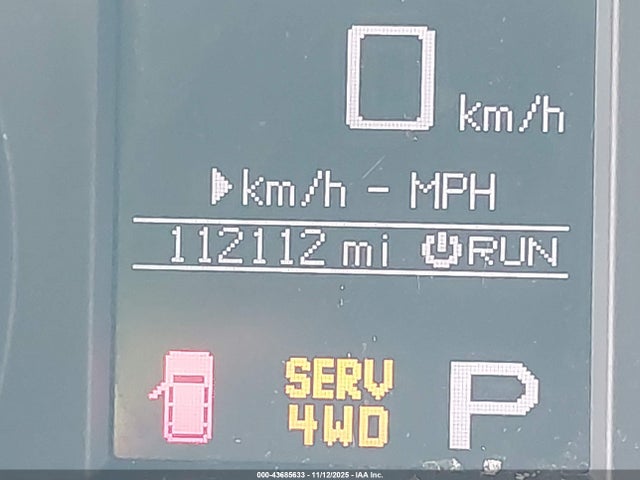 0 km/h
▶km/h - MPH
112112 mi ⏻RUN
SERV
4WD P
000-43685633 - 11/12/2025 - IAA Inc.